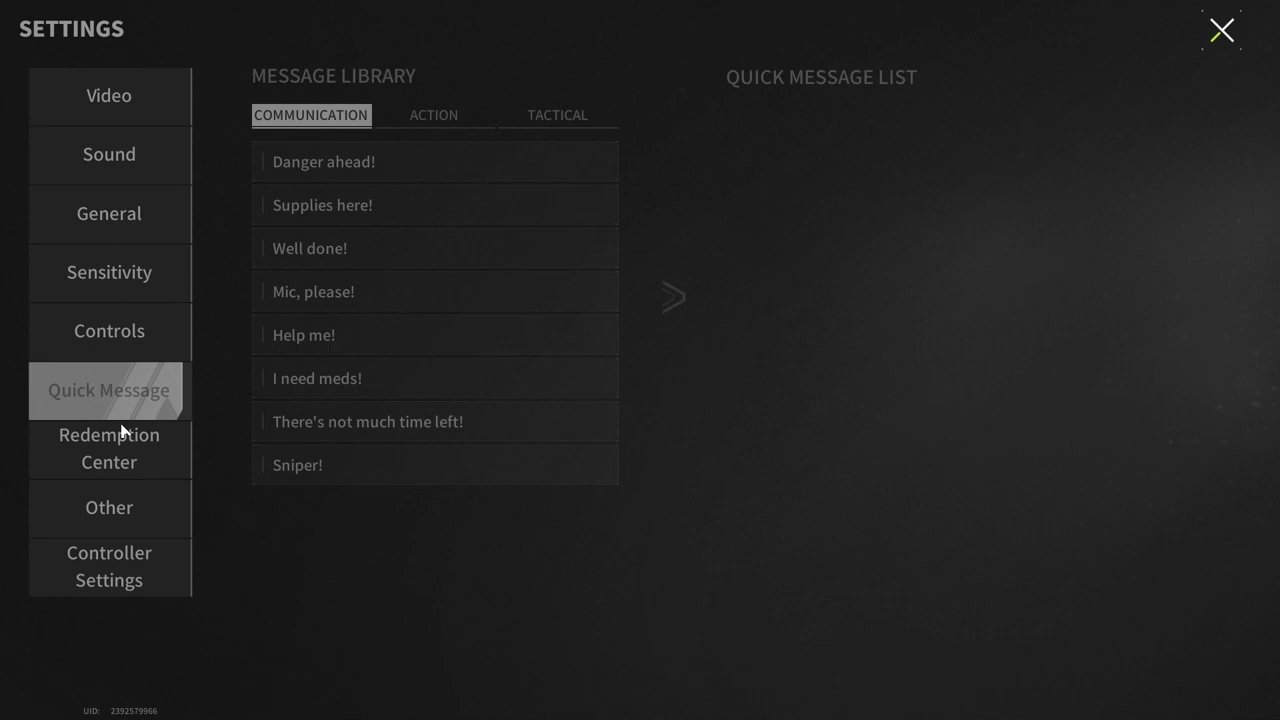 SETTINGS
Video
Sound
General
Sensitivity
Controls
Quick Message
Redemption
Center
Other
Controller
Settings
MESSAGE LIBRARY
COMMUNICATION
ACTION
TACTICAL
Danger ahead!
Supplies here!
Well done!
Mic, please!
Help me!
I need meds!
There's not much time left!
Sniper!
QUICK MESSAGE LIST
UID: 2392579966